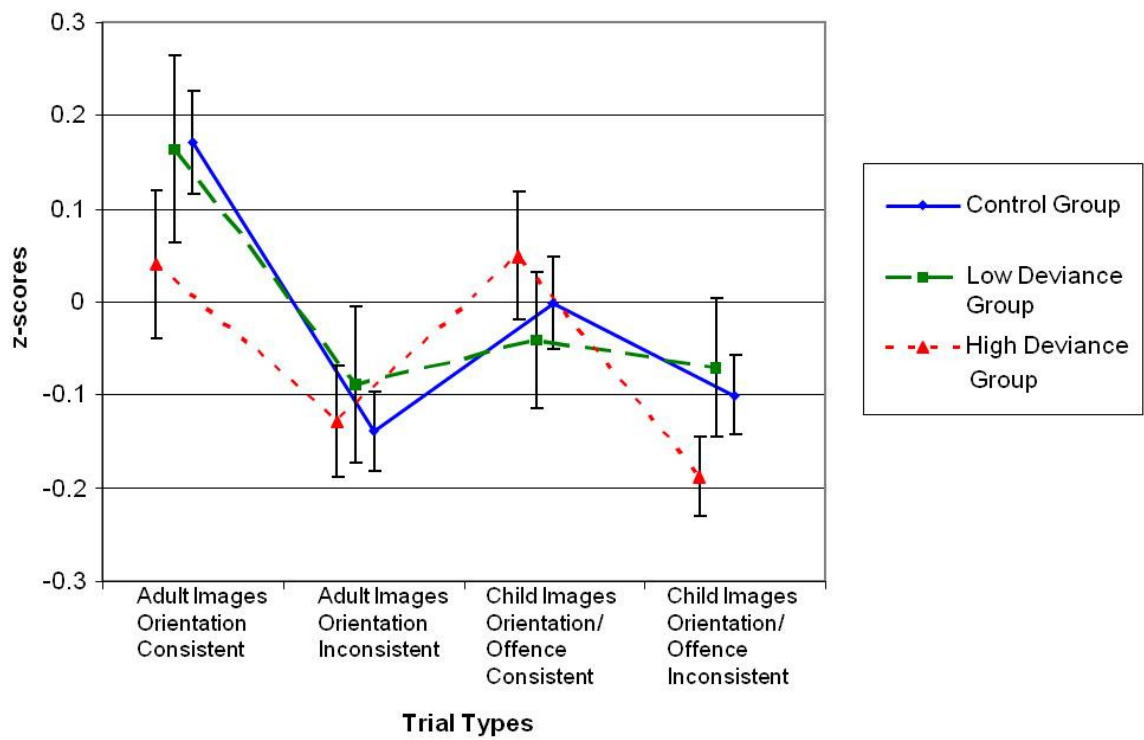 0.3
0.2
0.1
0
-0.1
-0.2
-0.3
z-scores
Adult Images
Orientation
Consistent
Adult Images
Orientation
Inconsistent
Child Images
Orientation/
Offence
Consistent
Child Images
Orientation/
Offence
Inconsistent
Trial Types
Control Group
Low Deviance
Group
High Deviance
Group